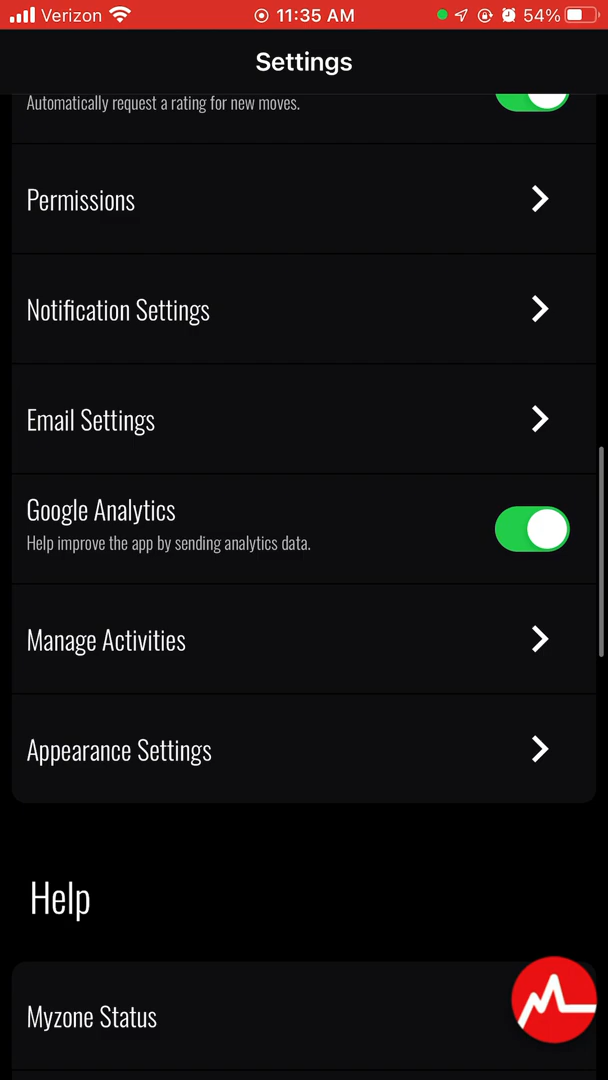 Verizon 11:35 AM 54%
Settings
Automatically request a rating for new moves.
Permissions
Notification Settings
Email Settings
Google Analytics
Help improve the app by sending analytics data.
Manage Activities
Appearance Settings
Help
Myzone Status